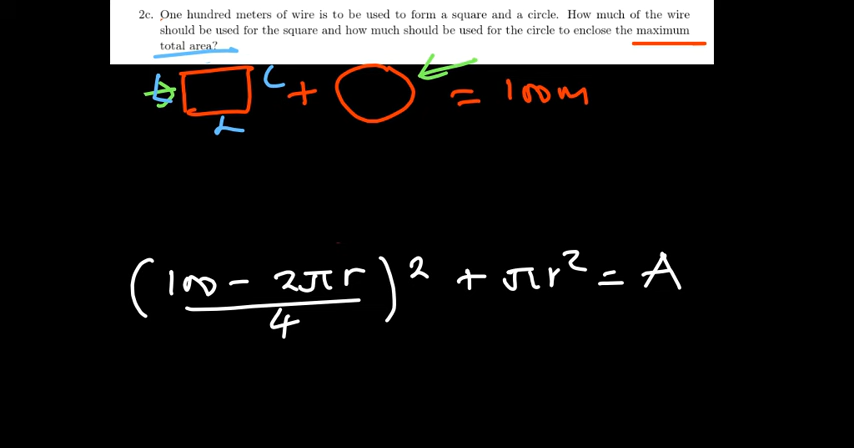 2c. One hundred meters of wire is to be used to form a square and a circle. How much of the wire
should be used for the square and how much should be used for the circle to enclose the maximum
total area?
L + = 100m
L
(100 - 2πr / 4)² + πr² = A